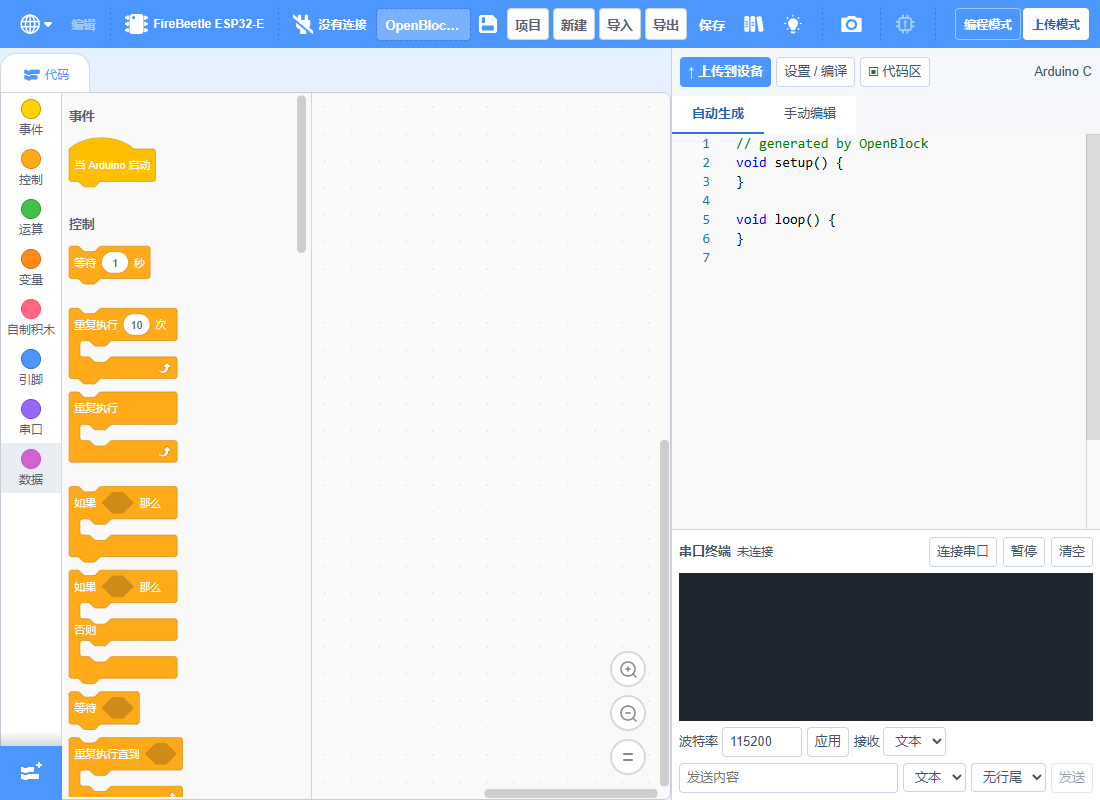 编辑 FireBeetle ESP32-E 没有连接 OpenBloc... 项目 新建 导入 导出 保存 编程模式 上传模式
代码
↑上传到设备 设置 / 编译 代码区 Arduino C
自动生成 手动编辑
事件
控制
运算
变量
自制积木
引脚
串口
数据
事件
当 Arduino 启动
控制
等待 1 秒
重复执行 10 次
重复执行
如果 那么
如果 那么
否则
等待
重复执行直到
1 // generated by OpenBlock
2 void setup() {
3 }
4
5 void loop() {
6 }
7
串口终端 未连接 连接串口 暂停 清空
波特率 115200 应用 接收 文本
发送内容 文本 无行尾 发送